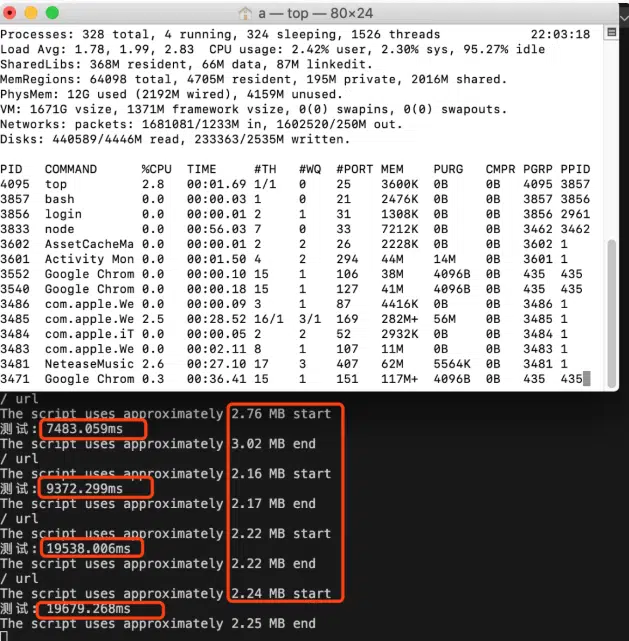 a — top — 80×24
Processes: 328 total, 4 running, 324 sleeping, 1526 threads 22:03:18
Load Avg: 1.78, 1.99, 2.83 CPU usage: 2.42% user, 2.30% sys, 95.27% idle
SharedLibs: 368M resident, 66M data, 87M linkedit.
MemRegions: 64098 total, 4705M resident, 195M private, 2016M shared.
PhysMem: 12G used (2192M wired), 4159M unused.
VM: 1671G vsize, 1371M framework vsize, 0(0) swapins, 0(0) swapouts.
Networks: packets: 1681081/1233M in, 1602520/250M out.
Disks: 440589/4446M read, 233363/2535M written.
PID COMMAND %CPU TIME #TH #WQ #PORT MEM PURG CMPR PGRP PPID
4095 top 2.8 00:01.69 1/1 0 25 3600K 0B 0B 4095 3857
3857 bash 0.0 00:00.03 1 0 21 2476K 0B 0B 3857 3856
3856 login 0.0 00:00.01 2 1 31 1308K 0B 0B 3856 2961
3833 node 0.0 00:56.03 7 0 33 7212K 0B 0B 3462 3462
3602 AssetCacheMa 0.0 00:00.01 2 2 26 2228K 0B 0B 3602 1
3601 Activity Mon 0.0 00:01.50 4 2 294 44M 14M 0B 3601 1
3552 Google Chrom 0.0 00:00.10 15 1 106 38M 4096B 0B 435 435
3540 Google Chrom 0.0 00:00.18 15 1 127 41M 4096B 0B 435 435
3486 com.apple.We 0.0 00:00.09 3 1 87 4416K 0B 0B 3486 1
3485 com.apple.We 2.5 00:28.52 16/1 3/1 169 282M+ 56M 0B 3485 1
3484 com.apple.iT 0.0 00:00.05 2 2 52 2932K 0B 0B 3484 1
3483 com.apple.We 0.0 00:02.11 8 1 107 11M 0B 0B 3483 1
3481 NeteaseMusic 2.6 00:27.10 17 3 407 62M 5564K 0B 3481 1
3471 Google Chrom 0.3 00:36.41 15 1 151 117M+ 4096B 0B 435 435
/ url
The script uses approximately 2.76 MB start
测试: 7483.059ms
The script uses approximately 3.02 MB end
/ url
The script uses approximately 2.16 MB start
测试: 9372.299ms
The script uses approximately 2.17 MB end
/ url
The script uses approximately 2.22 MB start
测试: 19538.006ms
The script uses approximately 2.22 MB end
/ url
The script uses approximately 2.24 MB start
测试: 19679.268ms
The script uses approximately 2.25 MB end